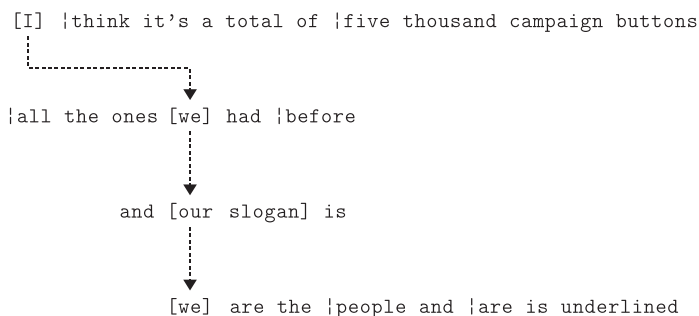 [I] ¦think it's a total of ¦five thousand campaign buttons
¦all the ones [we] had ¦before
and [our slogan] is
[we] are the ¦people and ¦are is underlined